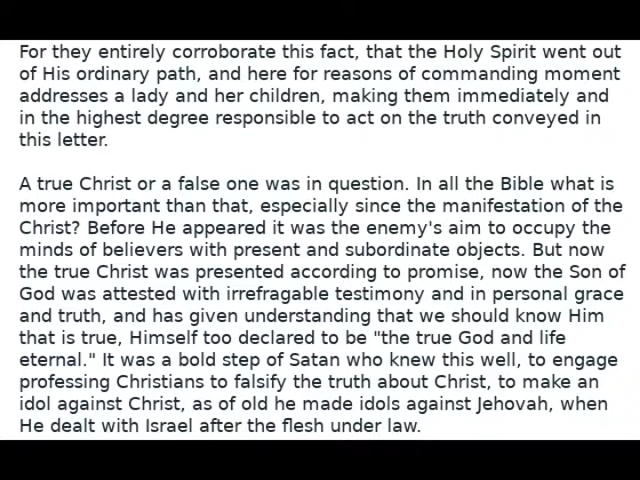 For they entirely corroborate this fact, that the Holy Spirit went out
of His ordinary path, and here for reasons of commanding moment
addresses a lady and her children, making them immediately and
in the highest degree responsible to act on the truth conveyed in
this letter.
A true Christ or a false one was in question. In all the Bible what is
more important than that, especially since the manifestation of the
Christ? Before He appeared it was the enemy's aim to occupy the
minds of believers with present and subordinate objects. But now
the true Christ was presented according to promise, now the Son of
God was attested with irrefragable testimony and in personal grace
and truth, and has given understanding that we should know Him
that is true, Himself too declared to be "the true God and life
eternal." It was a bold step of Satan who knew this well, to engage
professing Christians to falsify the truth about Christ, to make an
idol against Christ, as of old he made idols against Jehovah, when
He dealt with Israel after the flesh under law.